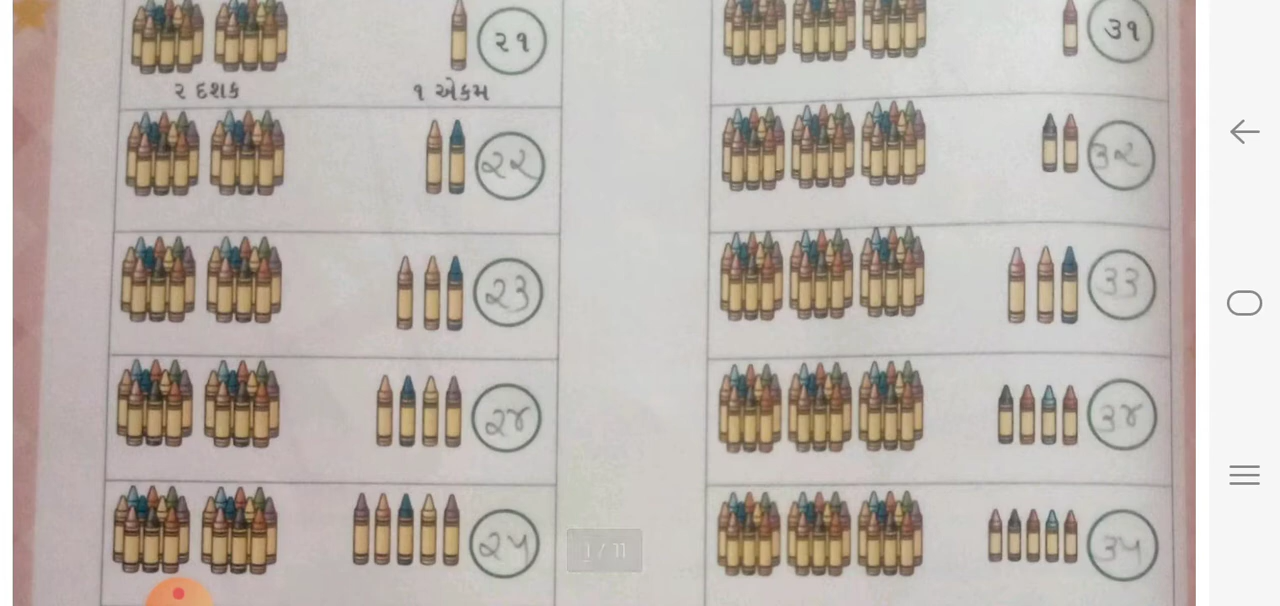 ૨૧ ૩૧
૨ દશક ૧ એકમ
૨૨ ૩૨
૨૩ ૩૩
૨૪ ૩૪
૨૫ ૩૫
1 / 11